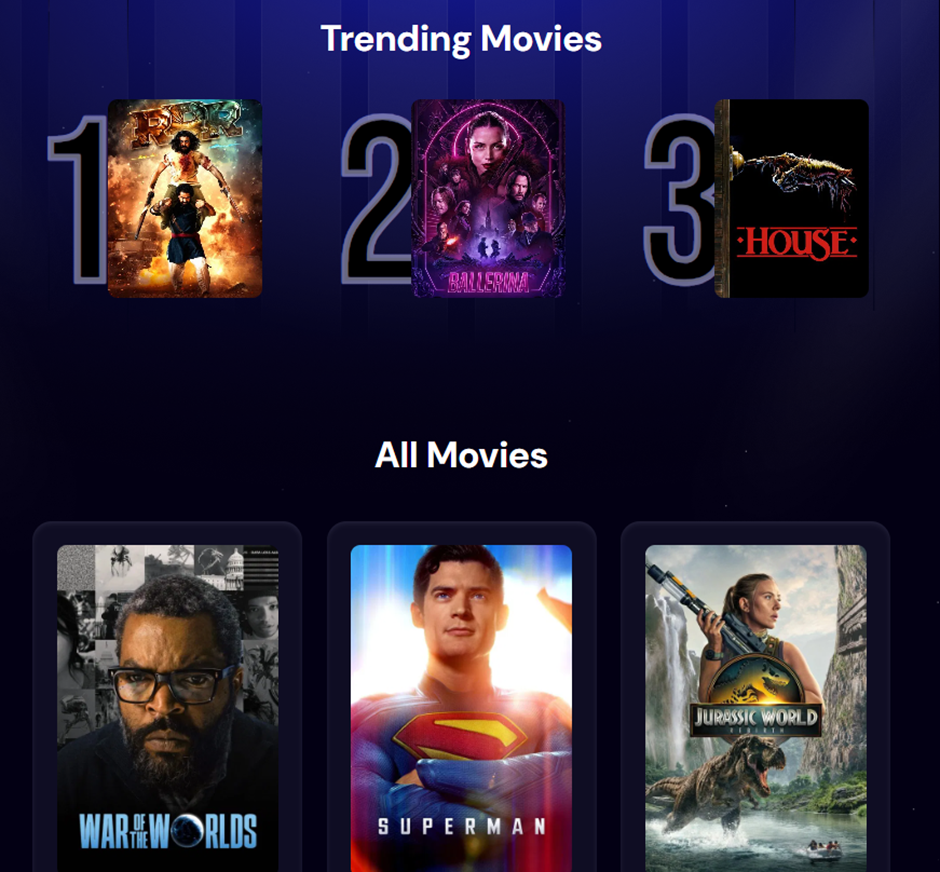 Trending Movies
1
RRR
2
BALLERINA
3
·HOUSE·
All Movies
WAR OF THE WORLDS
SUPERMAN
JURASSIC WORLD
REBIRTH